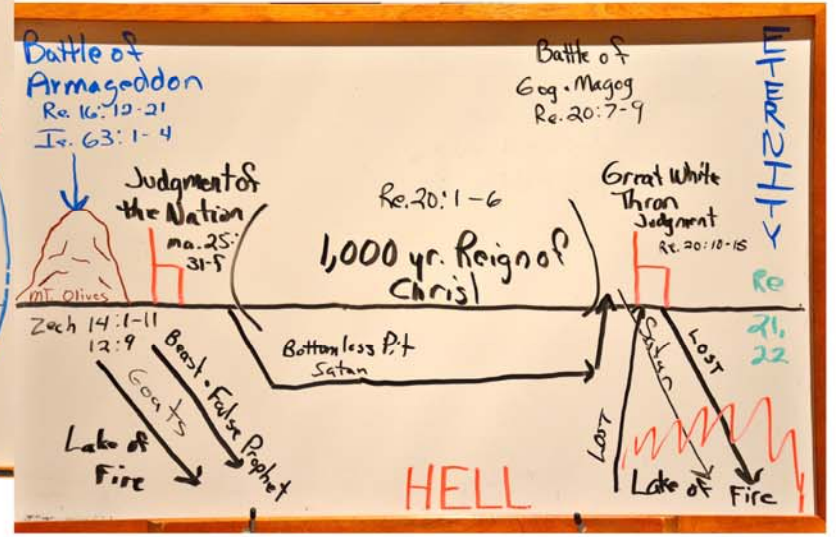 Battle of
Armageddon
Re. 16:12-21
Is. 63:1-4
MT. Olives
Zech 14:1-11
12:9
Judgment of
the Nation
ma. 25:
31-f
Re. 20:1-6
1,000 yr. Reign of
Christ
Battle of
Gog • Magog
Re. 20:7-9
Great White
Thron
Judgment
Re. 20:10-15
ETERNITY
Re
21,
22
Bottomless Pit
Satan
Goats
Beast • False Prophet
Lake of
Fire
HELL
LOST
Satan
LOST
Lake of Fire